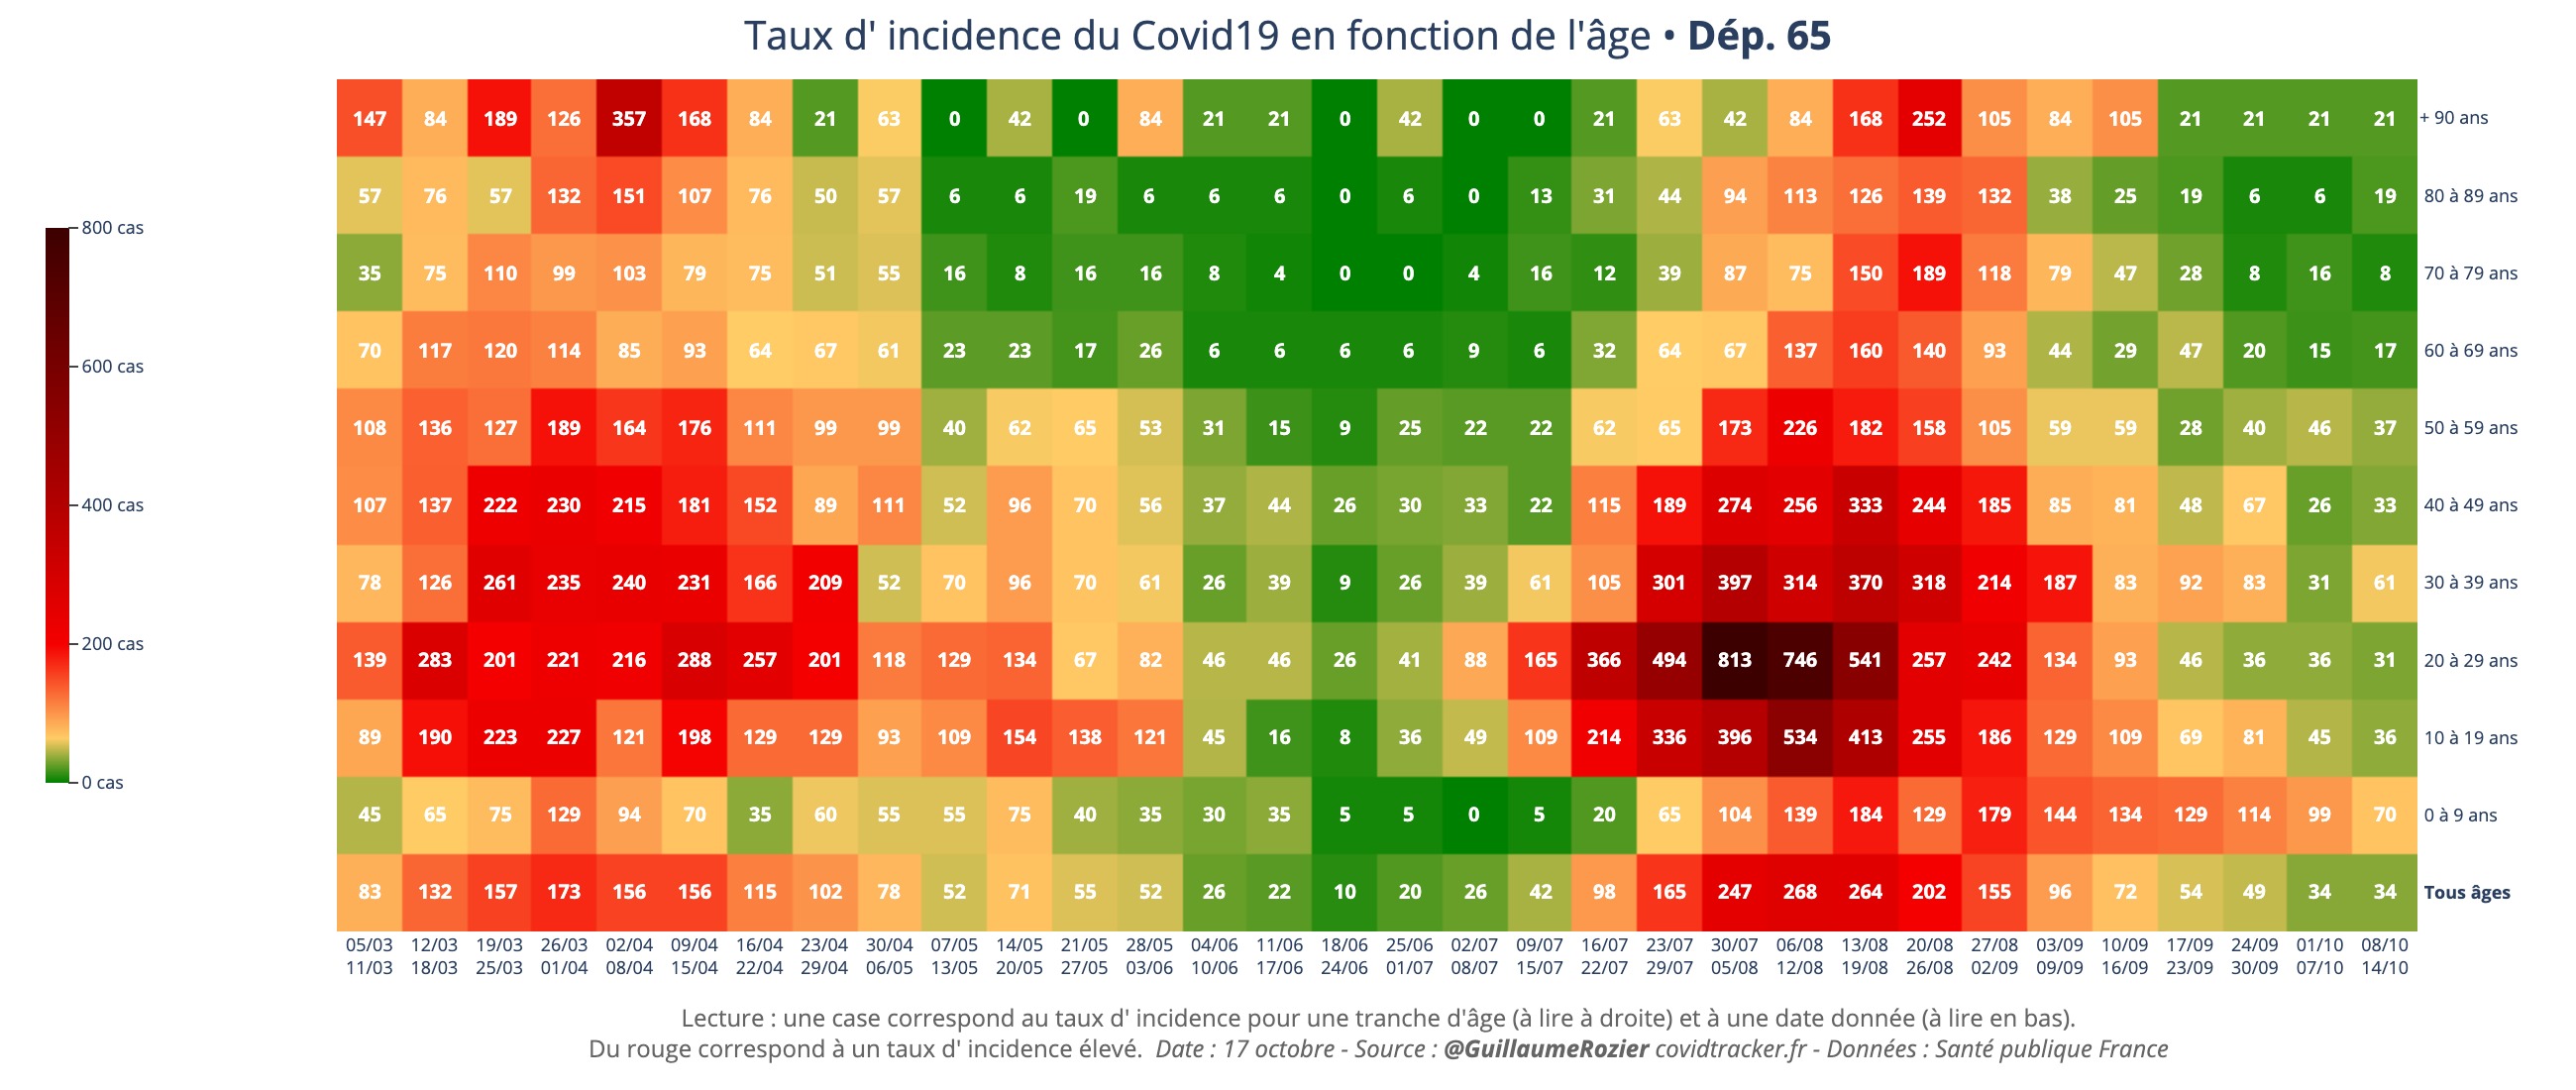 Taux d' incidence du Covid19 en fonction de l'âge • Dép. 65
800 cas
600 cas
400 cas
200 cas
0 cas
147 84 189 126 357 168 84 21 63 0 42 0 84 21 21 0 42 0 0 21 63 42 84 168 252 105 84 105 21 21 21 21 + 90 ans
57 76 57 132 151 107 76 50 57 6 6 19 6 6 6 0 6 0 13 31 44 94 113 126 139 132 38 25 19 6 6 19 80 à 89 ans
35 75 110 99 103 79 75 51 55 16 8 16 16 8 4 0 0 4 16 12 39 87 75 150 189 118 79 47 28 8 16 8 70 à 79 ans
70 117 120 114 85 93 64 67 61 23 23 17 26 6 6 6 6 9 6 32 64 67 137 160 140 93 44 29 47 20 15 17 60 à 69 ans
108 136 127 189 164 176 111 99 99 40 62 65 53 31 15 9 25 22 22 62 65 173 226 182 158 105 59 59 28 40 46 37 50 à 59 ans
107 137 222 230 215 181 152 89 111 52 96 70 56 37 44 26 30 33 22 115 189 274 256 333 244 185 85 81 48 67 26 33 40 à 49 ans
78 126 261 235 240 231 166 209 52 70 96 70 61 26 39 9 26 39 61 105 301 397 314 370 318 214 187 83 92 83 31 61 30 à 39 ans
139 283 201 221 216 288 257 201 118 129 134 67 82 46 46 26 41 88 165 366 494 813 746 541 257 242 134 93 46 36 36 31 20 à 29 ans
89 190 223 227 121 198 129 129 93 109 154 138 121 45 16 8 36 49 109 214 336 396 534 413 255 186 129 109 69 81 45 36 10 à 19 ans
45 65 75 129 94 70 35 60 55 55 75 40 35 30 35 5 5 0 5 20 65 104 139 184 129 179 144 134 129 114 99 70 0 à 9 ans
83 132 157 173 156 156 115 102 78 52 71 55 52 26 22 10 20 26 42 98 165 247 268 264 202 155 96 72 54 49 34 34 Tous âges
05/03 12/03 19/03 26/03 02/04 09/04 16/04 23/04 30/04 07/05 14/05 21/05 28/05 04/06 11/06 18/06 25/06 02/07 09/07 16/07 23/07 30/07 06/08 13/08 20/08 27/08 03/09 10/09 17/09 24/09 01/10 08/10
11/03 18/03 25/03 01/04 08/04 15/04 22/04 29/04 06/05 13/05 20/05 27/05 03/06 10/06 17/06 24/06 01/07 08/07 15/07 22/07 29/07 05/08 12/08 19/08 26/08 02/09 09/09 16/09 23/09 30/09 07/10 14/10
Lecture : une case correspond au taux d' incidence pour une tranche d'âge (à lire à droite) et à une date donnée (à lire en bas).
Du rouge correspond à un taux d' incidence élevé. Date : 17 octobre - Source : @GuillaumeRozier covidtracker.fr - Données : Santé publique France